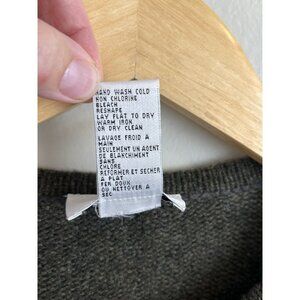 HAND WASH COLD
NON CHLORINE
BLEACH
RESHAPE
LAY FLAT TO DRY
WARM IRON
OR DRY CLEAN
LAVAGE FROID A
MAIN
SEULEMENT UN AGENT
DE BLANCHIMENT
SANS
CHLORE
REFORMER ET SECHER
A PLAT
FER DOUX
OU NETTOYER A
SEC